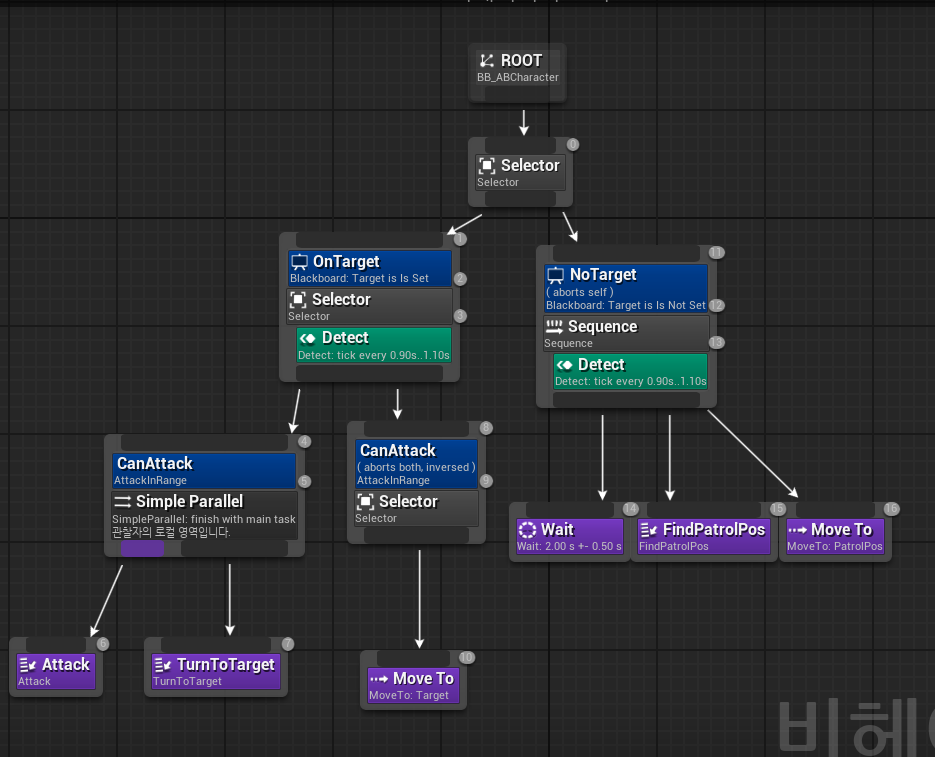 ROOT
BB_ABCharacter
0
Selector
Selector
1
OnTarget
Blackboard: Target is Is Set
2
Selector
Selector
3
Detect
Detect: tick every 0.90s..1.10s
11
NoTarget
( aborts self )
Blackboard: Target is Is Not Set
12
Sequence
Sequence
13
Detect
Detect: tick every 0.90s..1.10s
4
CanAttack
AttackInRange
5
Simple Parallel
SimpleParallel: finish with main task
관찰자의 로컬 영역입니다.
8
CanAttack
( aborts both, inversed )
AttackInRange
9
Selector
Selector
14
Wait
Wait: 2.00 s +- 0.50 s
15
FindPatrolPos
FindPatrolPos
16
Move To
MoveTo: PatrolPos
6
Attack
Attack
7
TurnToTarget
TurnToTarget
10
Move To
MoveTo: Target
비헤